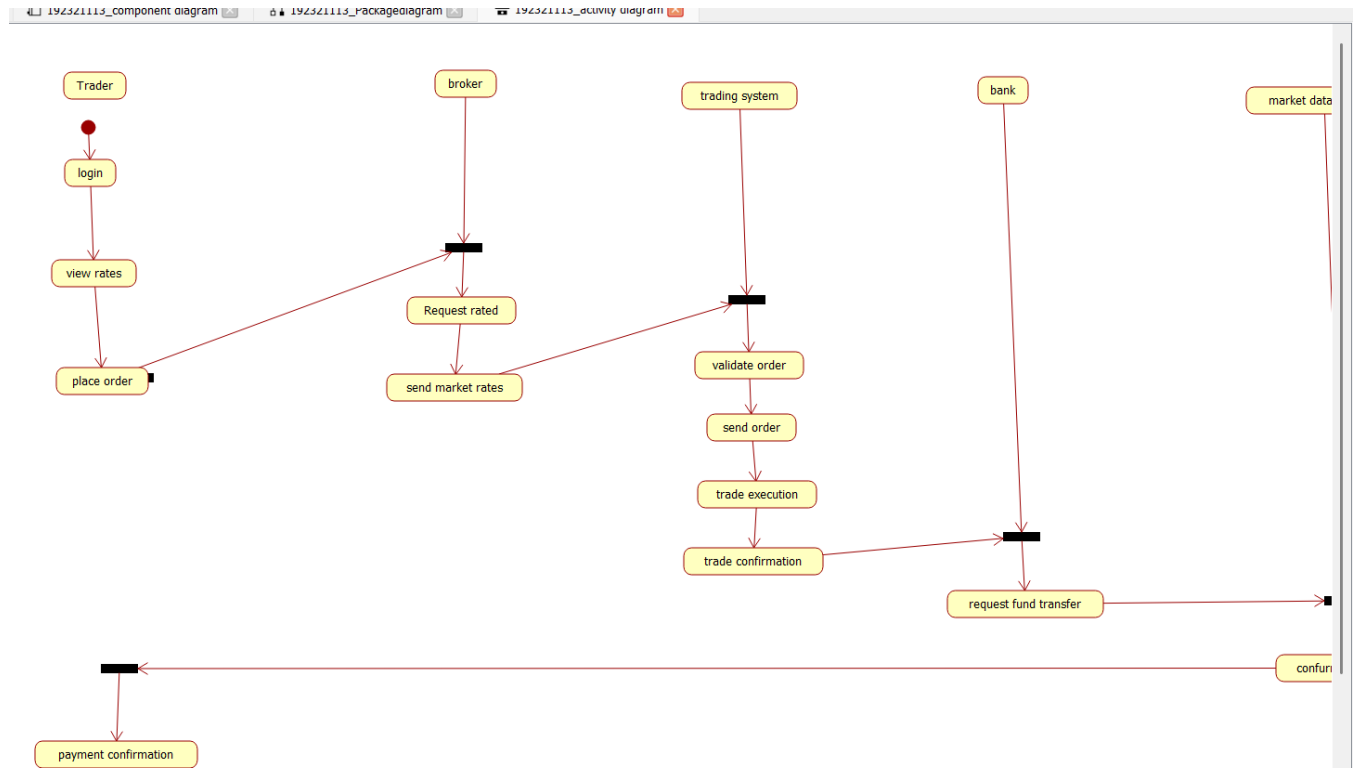 192321113_component diagram
192321113_Packagediagram
192321113_activity diagram
Trader
broker
trading system
bank
market data
login
view rates
Request rated
place order
send market rates
validate order
send order
trade execution
trade confirmation
request fund transfer
payment confirmation